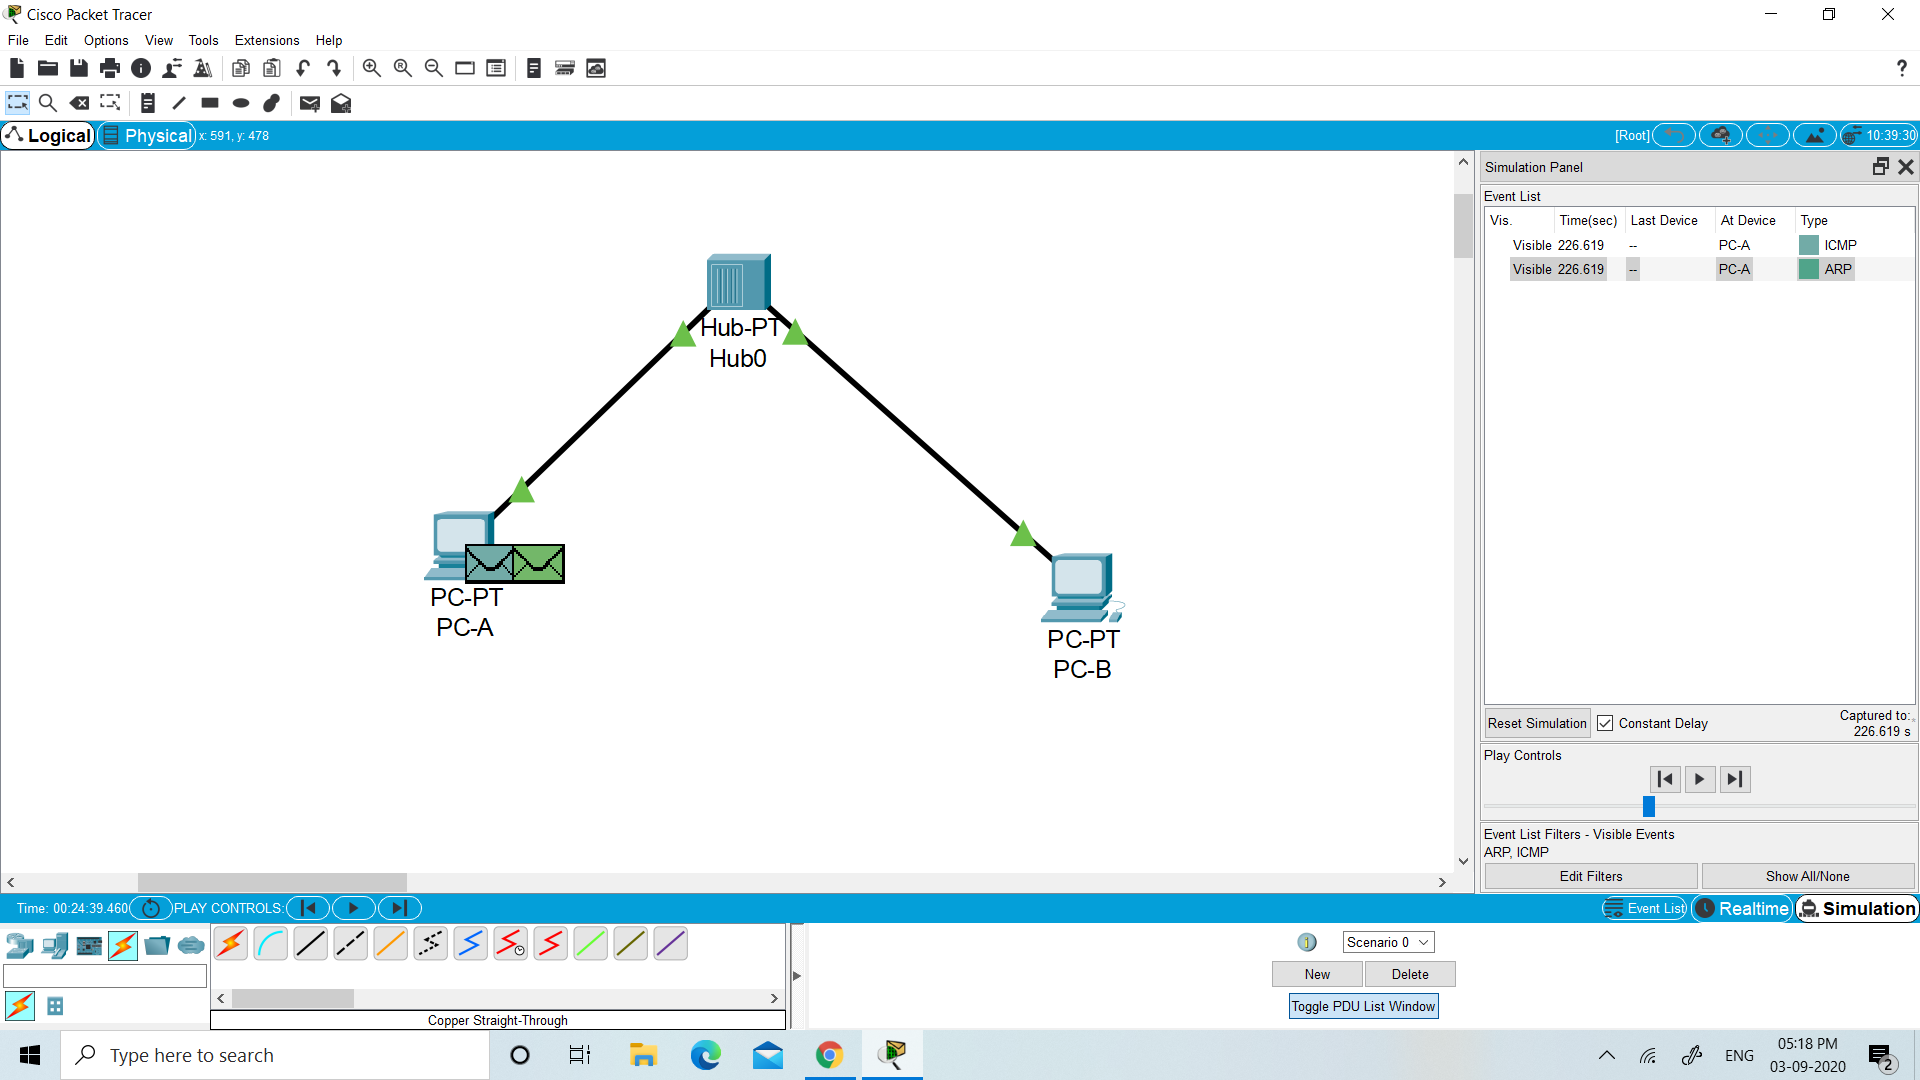 Cisco Packet Tracer
File Edit Options View Tools Extensions Help
?
Logical Physical x: 591, y: 478 [Root] 10:39:30
Simulation Panel
Event List
Vis. Time(sec) Last Device At Device Type
Visible 226.619 -- PC-A ICMP
Visible 226.619 -- PC-A ARP
Hub-PT
Hub0
PC-PT
PC-A
PC-PT
PC-B
Reset Simulation Constant Delay Captured to:
226.619 s
Play Controls
Event List Filters - Visible Events
ARP, ICMP
Edit Filters Show All/None
Time: 00:24:39.460 PLAY CONTROLS: Event List Realtime Simulation
Scenario 0
New Delete
Toggle PDU List Window
Copper Straight-Through
Type here to search
ENG
05:18 PM
03-09-2020
2